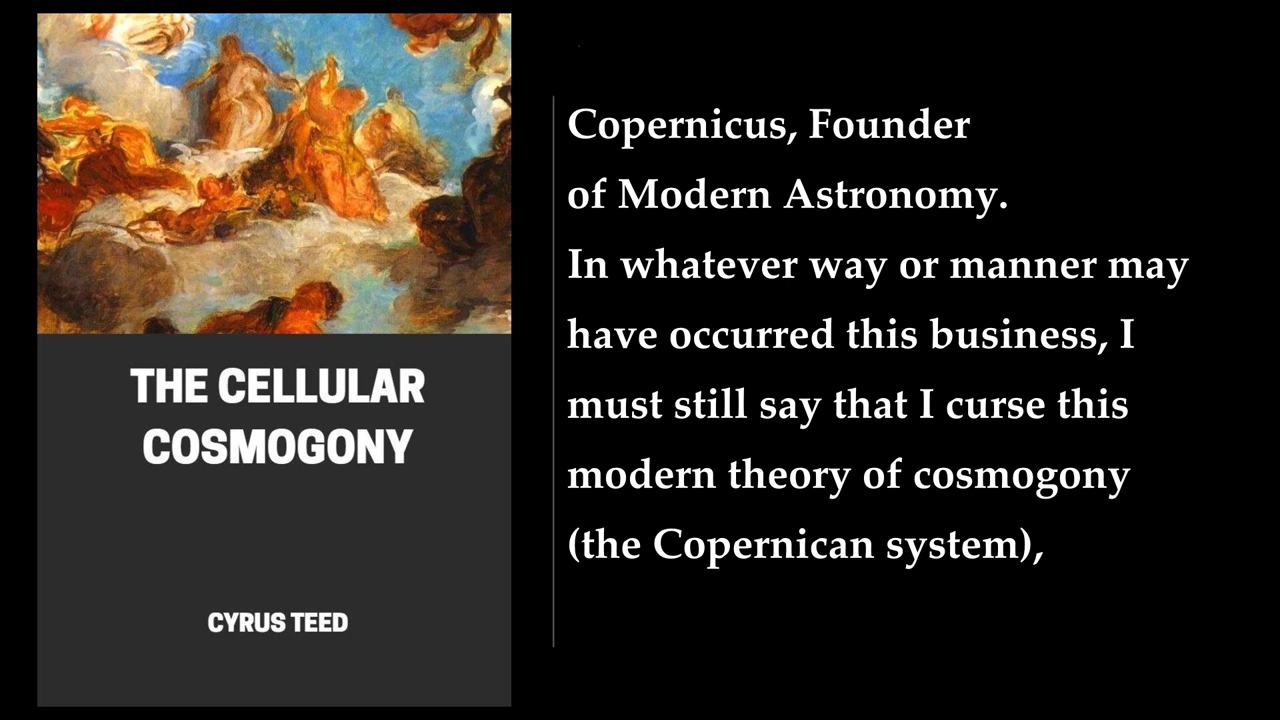 THE CELLULAR
COSMOGONY
CYRUS TEED
Copernicus, Founder
of Modern Astronomy.
In whatever way or manner may
have occurred this business, I
must still say that I curse this
modern theory of cosmogony
(the Copernican system),